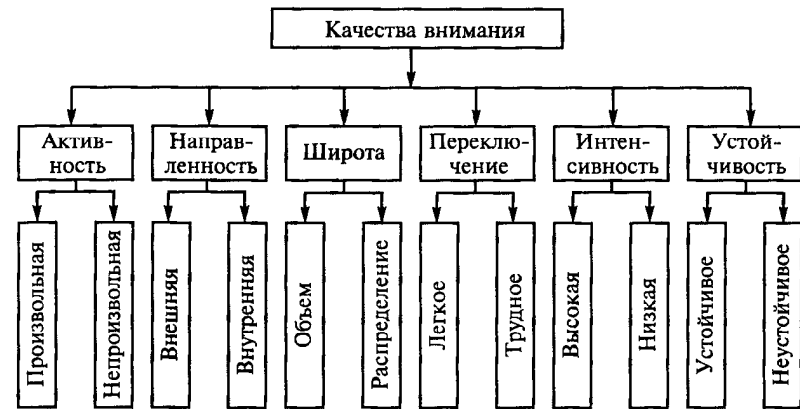 Качества внимания
Актив-
ность
Направ-
ленность
Широта
Переклю-
чение
Интен-
сивность
Устой-
чивость
Произвольная
Непроизвольная
Внешняя
Внутренняя
Объем
Распределение
Легкое
Трудное
Высокая
Низкая
Устойчивое
Неустойчивое